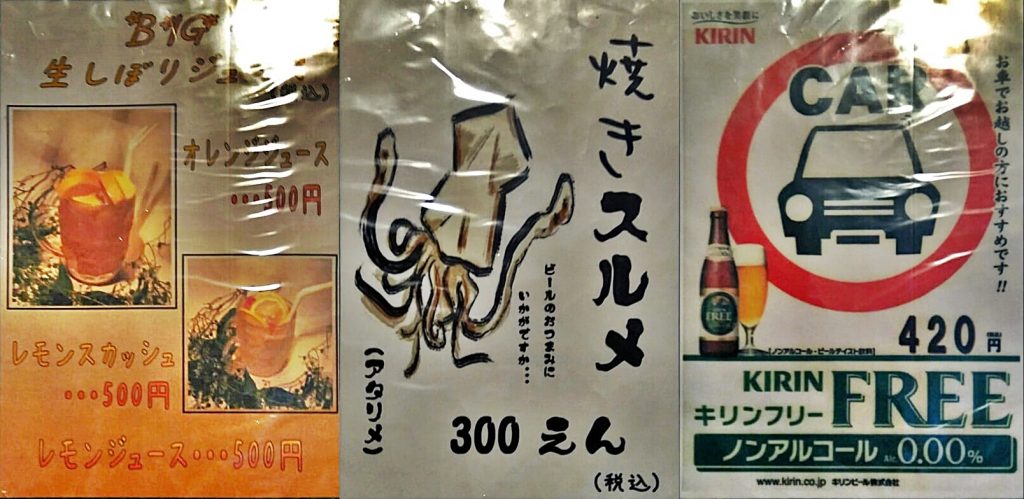 "B"I"G"
生しぼりジュース
(税込)
オレンジジュース
・・・500円
レモンスカッシュ
・・・500円
レモンジュース・・・500円
焼きスルメ
ビールのおつまみに
いかがですか・・・
(アタリメ)
300えん
(税込)
おいしさを笑顔に
KIRIN
お車でお越しの方におすすめです!!
CAR
FREE
[ノンアルコール・ビールテイスト飲料]
420円
KIRIN
キリンフリー
FREE
ノンアルコール Alc.0.00%
www.kirin.co.jp キリンビール株式会社